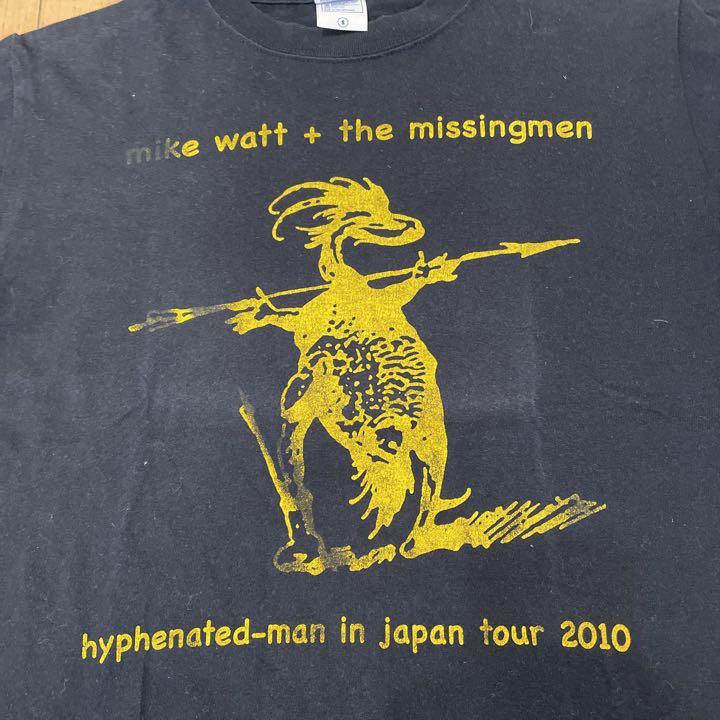 mike watt + the missingmen
hyphenated-man in japan tour 2010